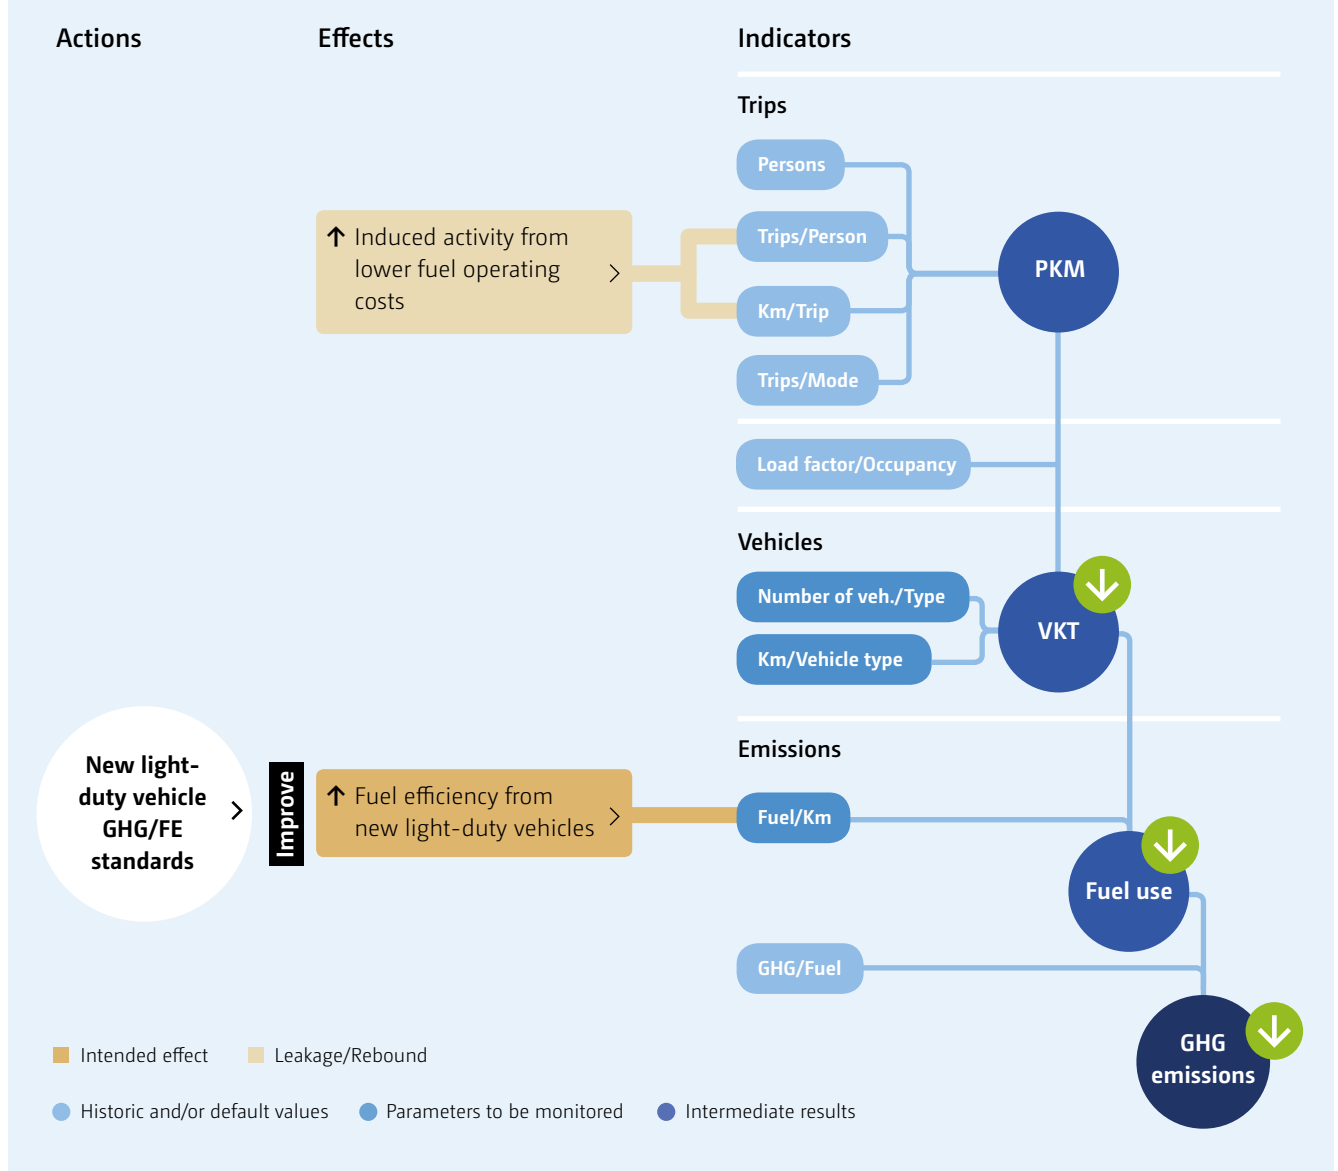 Actions
Effects
Indicators
Trips
Persons
↑ Induced activity from
lower fuel operating
costs
Trips/Person
Km/Trip
Trips/Mode
PKM
Load factor/Occupancy
Vehicles
Number of veh./Type
Km/Vehicle type
VKT
New light-
duty vehicle
GHG/FE
standards
Improve
↑ Fuel efficiency from
new light-duty vehicles
Emissions
Fuel/Km
Fuel use
GHG/Fuel
GHG
emissions
Intended effect
Leakage/Rebound
Historic and/or default values
Parameters to be monitored
Intermediate results